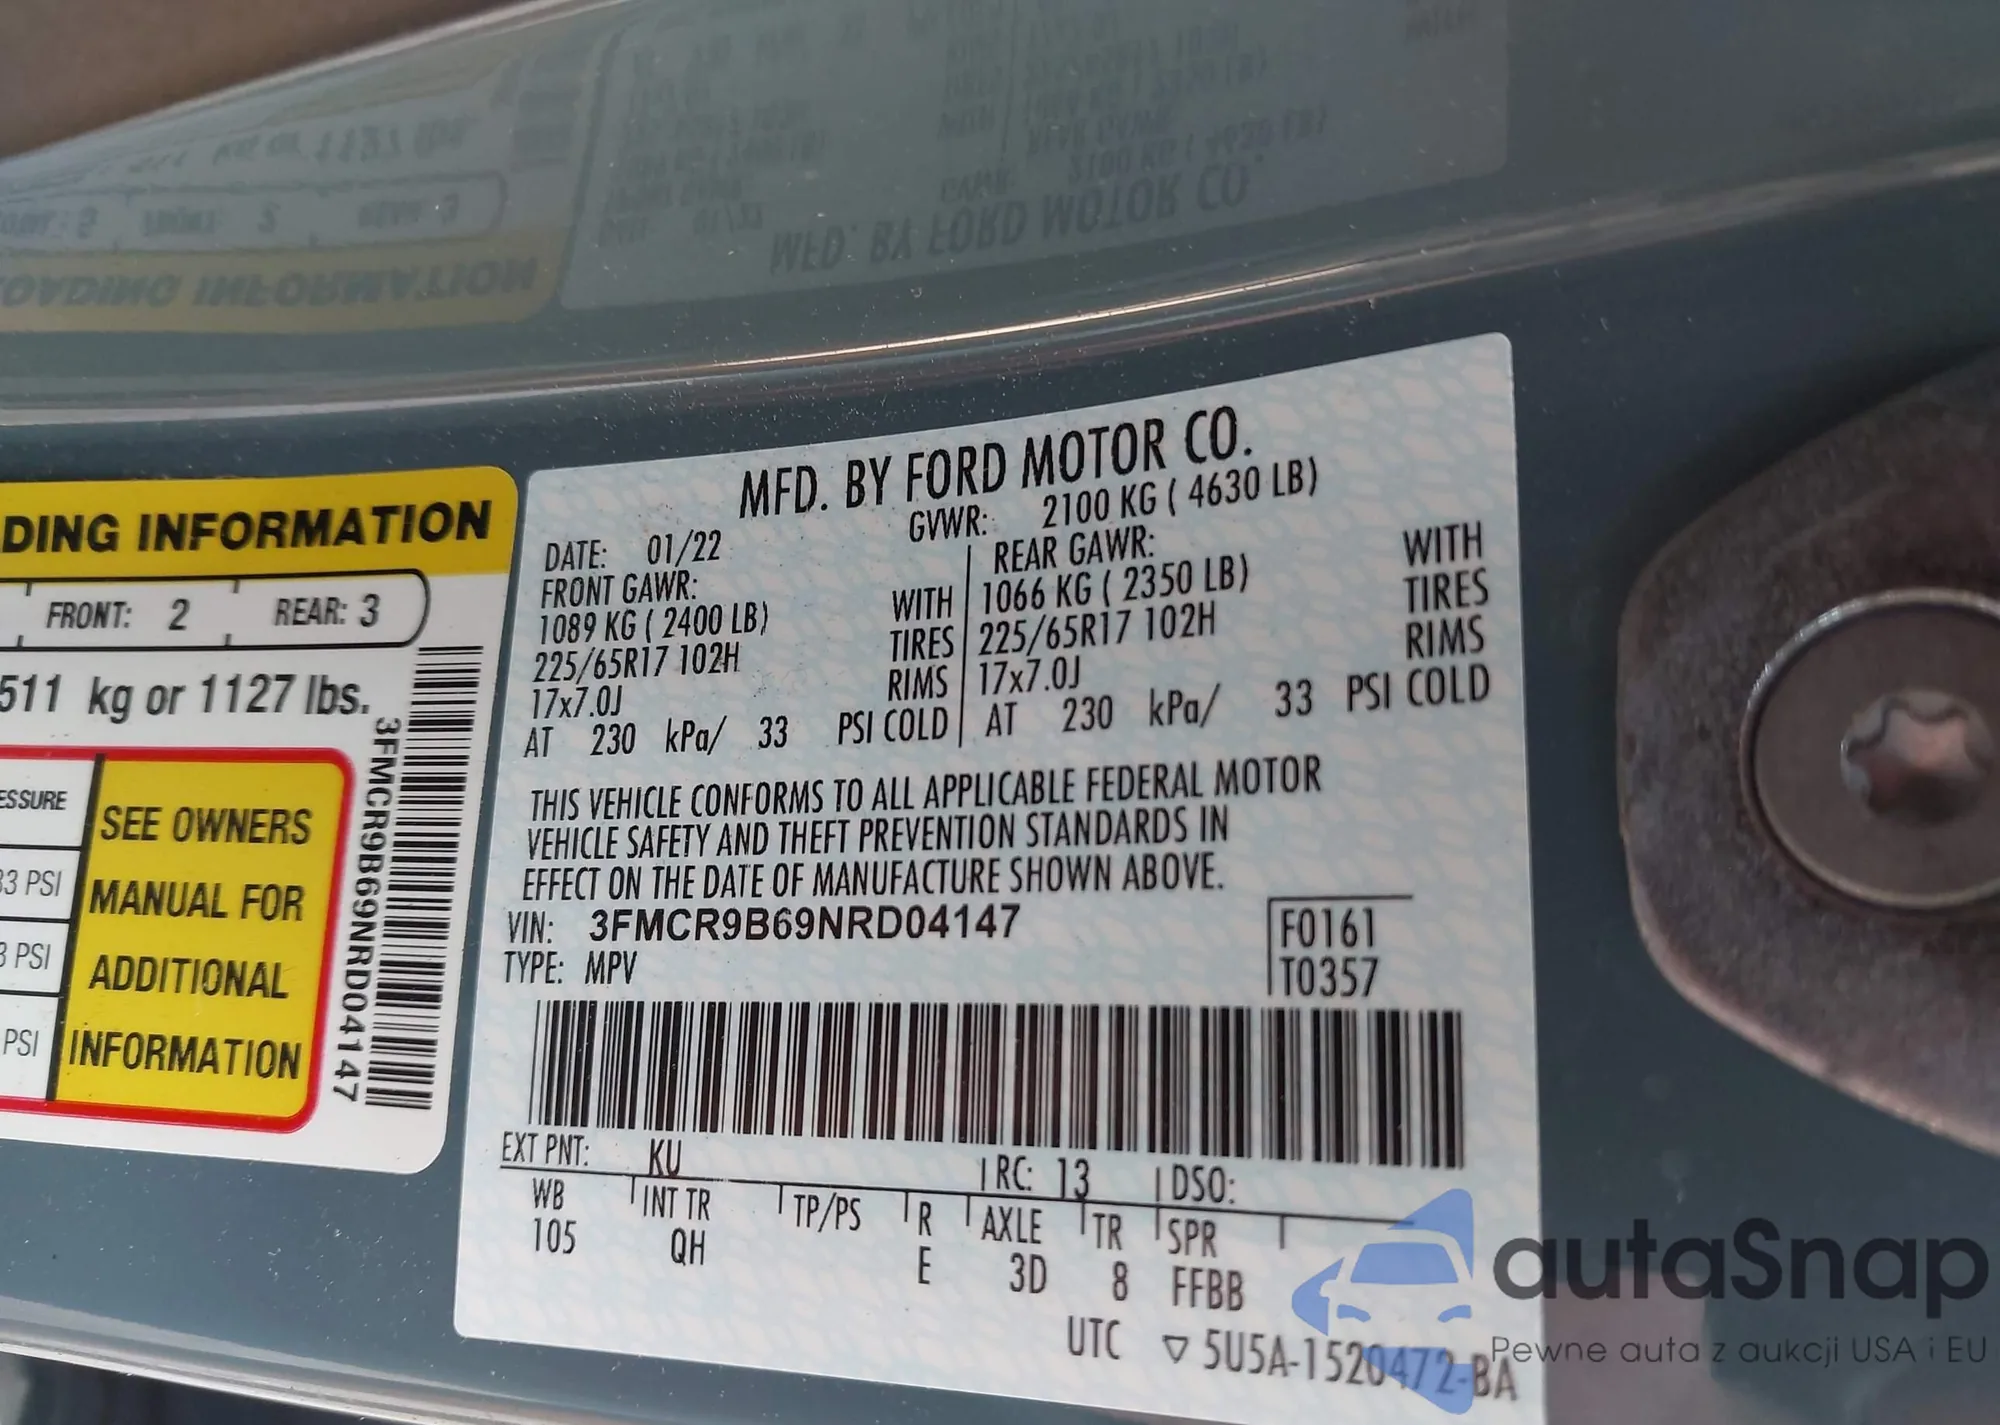 DING INFORMATION
FRONT: 2 REAR: 3
511 kg or 1127 lbs.
3FMCR9B69NRD04147
ESSURE
33 PSI
3 PSI
PSI
SEE OWNERS
MANUAL FOR
ADDITIONAL
INFORMATION
MFD. BY FORD MOTOR CO.
DATE: 01/22 GVWR: 2100 KG ( 4630 LB)
FRONT GAWR: REAR GAWR:
1089 KG ( 2400 LB) WITH 1066 KG ( 2350 LB) WITH
225/65R17 102H TIRES 225/65R17 102H TIRES
17x7.0J RIMS 17x7.0J RIMS
AT 230 kPa/ 33 PSI COLD AT 230 kPa/ 33 PSI COLD
THIS VEHICLE CONFORMS TO ALL APPLICABLE FEDERAL MOTOR
VEHICLE SAFETY AND THEFT PREVENTION STANDARDS IN
EFFECT ON THE DATE OF MANUFACTURE SHOWN ABOVE.
VIN: 3FMCR9B69NRD04147 F0161
TYPE: MPV T0357
EXT PNT: KU RC: 13 DSO:
WB INT TR TP/PS R AXLE TR SPR
105 QH E 3D 8 FFBB
UTC ▽ 5U5A-1520472-BA
autaSnap
Pewne auta z aukcji USA i EU